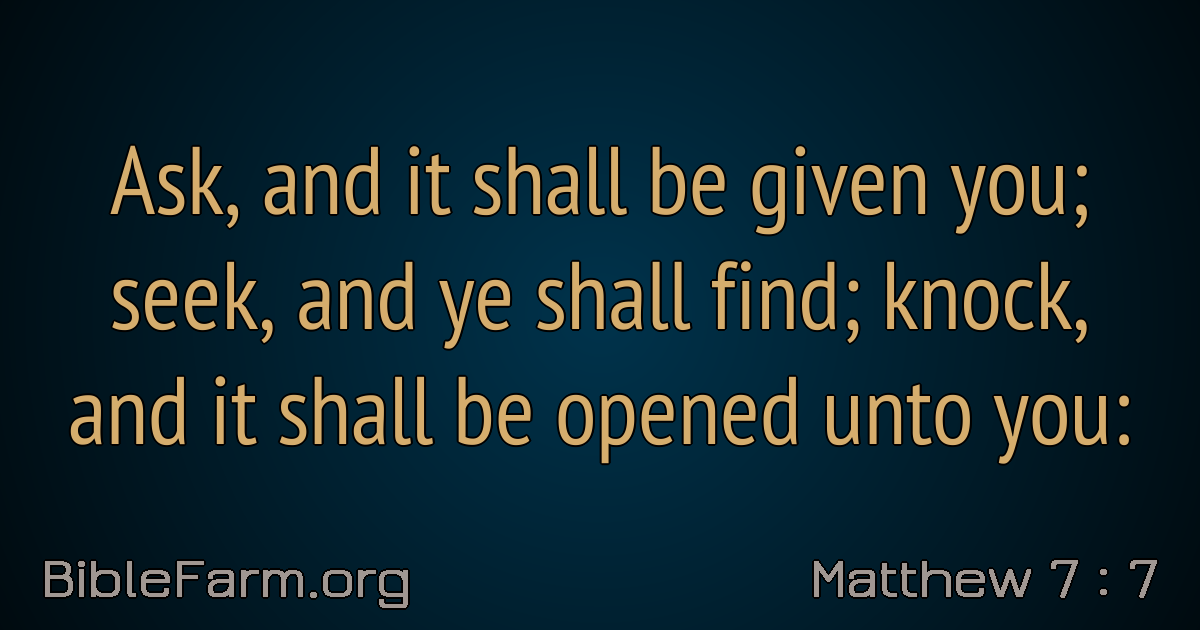 Ask, and it shall be given you;
seek, and ye shall find; knock,
and it shall be opened unto you:
BibleFarm.org
Matthew 7 : 7